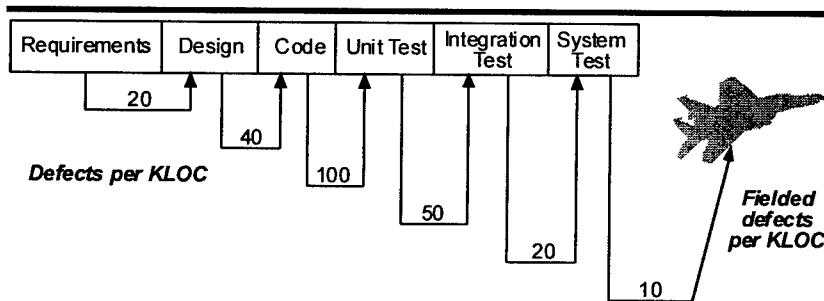 Requirements
Design
Code
Unit Test
Integration
Test
System
Test
20
40
100
50
20
10
Defects per KLOC
Fielded
defects
per KLOC